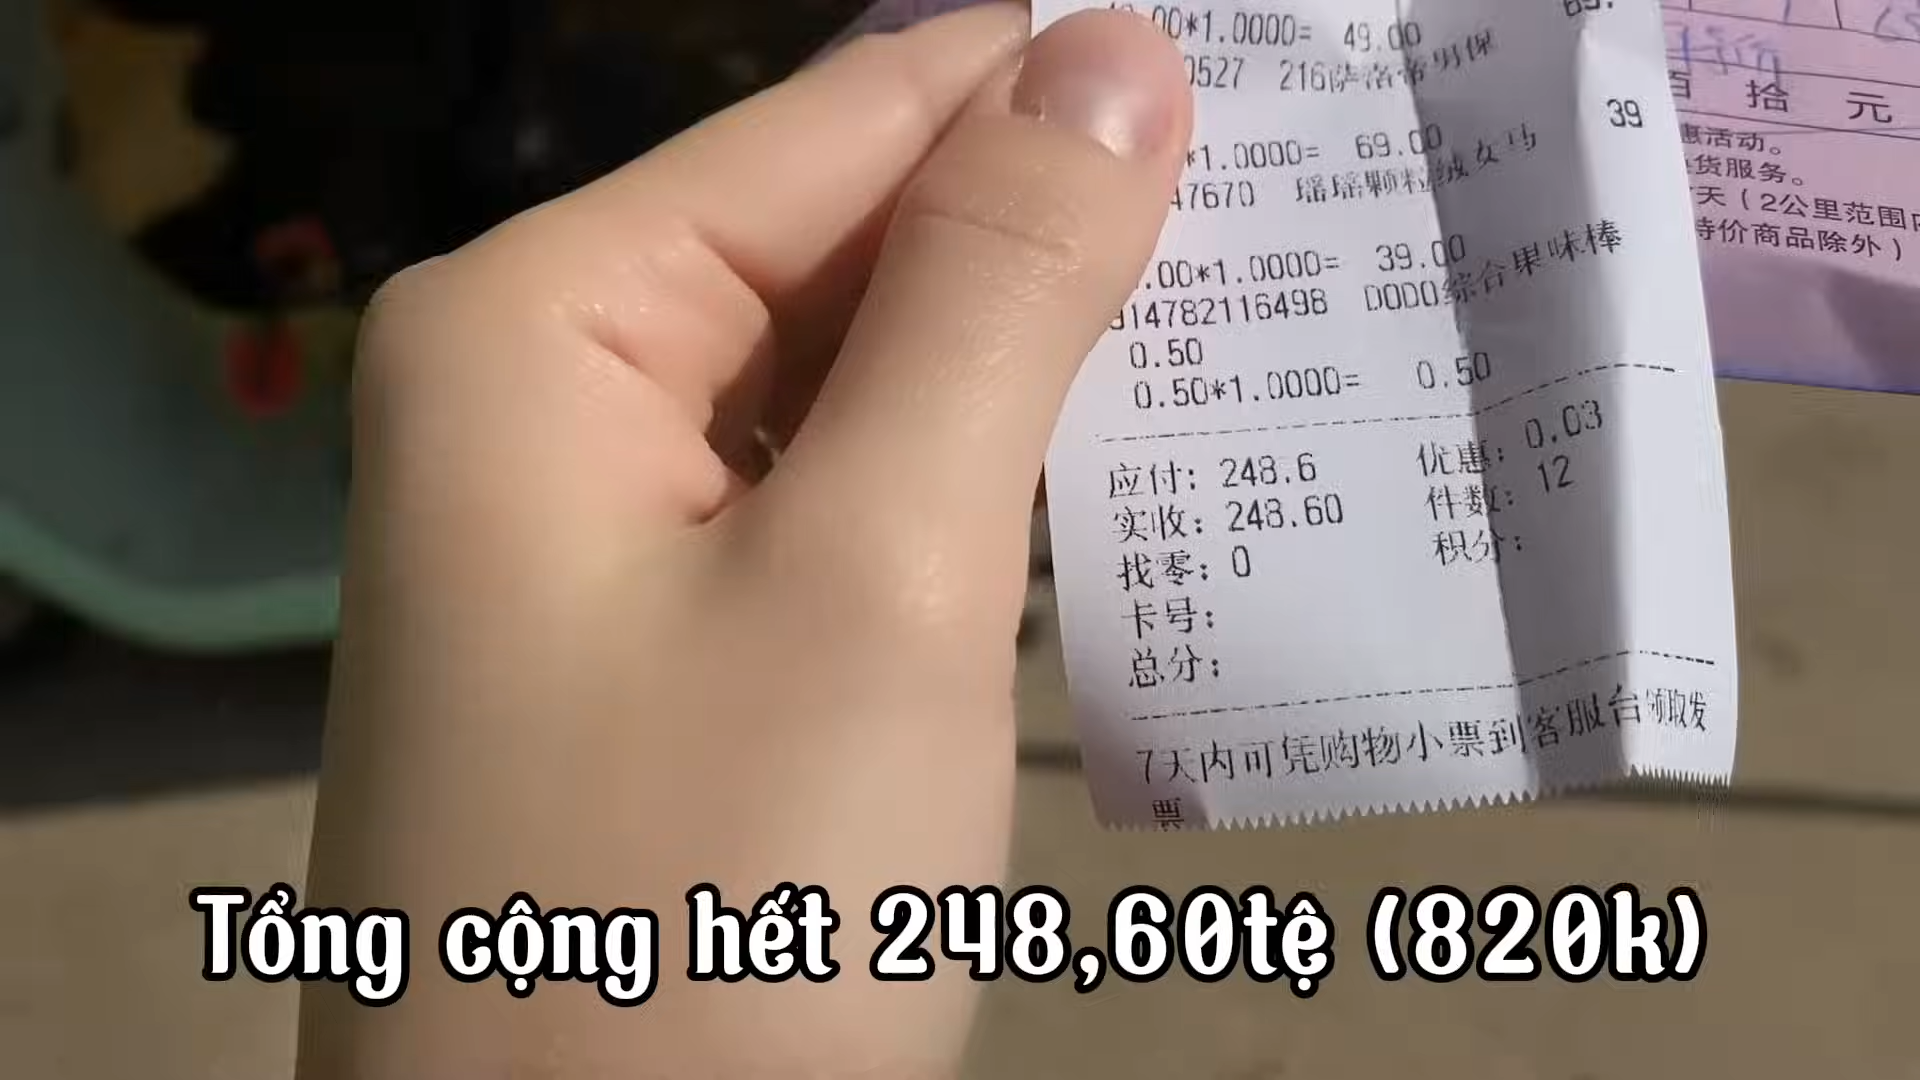 00*1.0000= 49.00
0527 216萨洛帝男保
39
*1.0000= 69.00
47670 瑶瑶颗粒绒女马
.00*1.0000= 39.00
914782116498 DODO综合果味棒
0.50
0.50*1.0000= 0.50
应付: 248.6 优惠: 0.03
实收: 248.60 件数: 12
找零: 0 积分:
卡号:
总分:
7天内可凭购物小票到客服台领取发
票
百 拾 元
惠活动。
货服务。
天(2公里范围内
特价商品除外)
Tổng cộng hết 248,60tệ (820k)